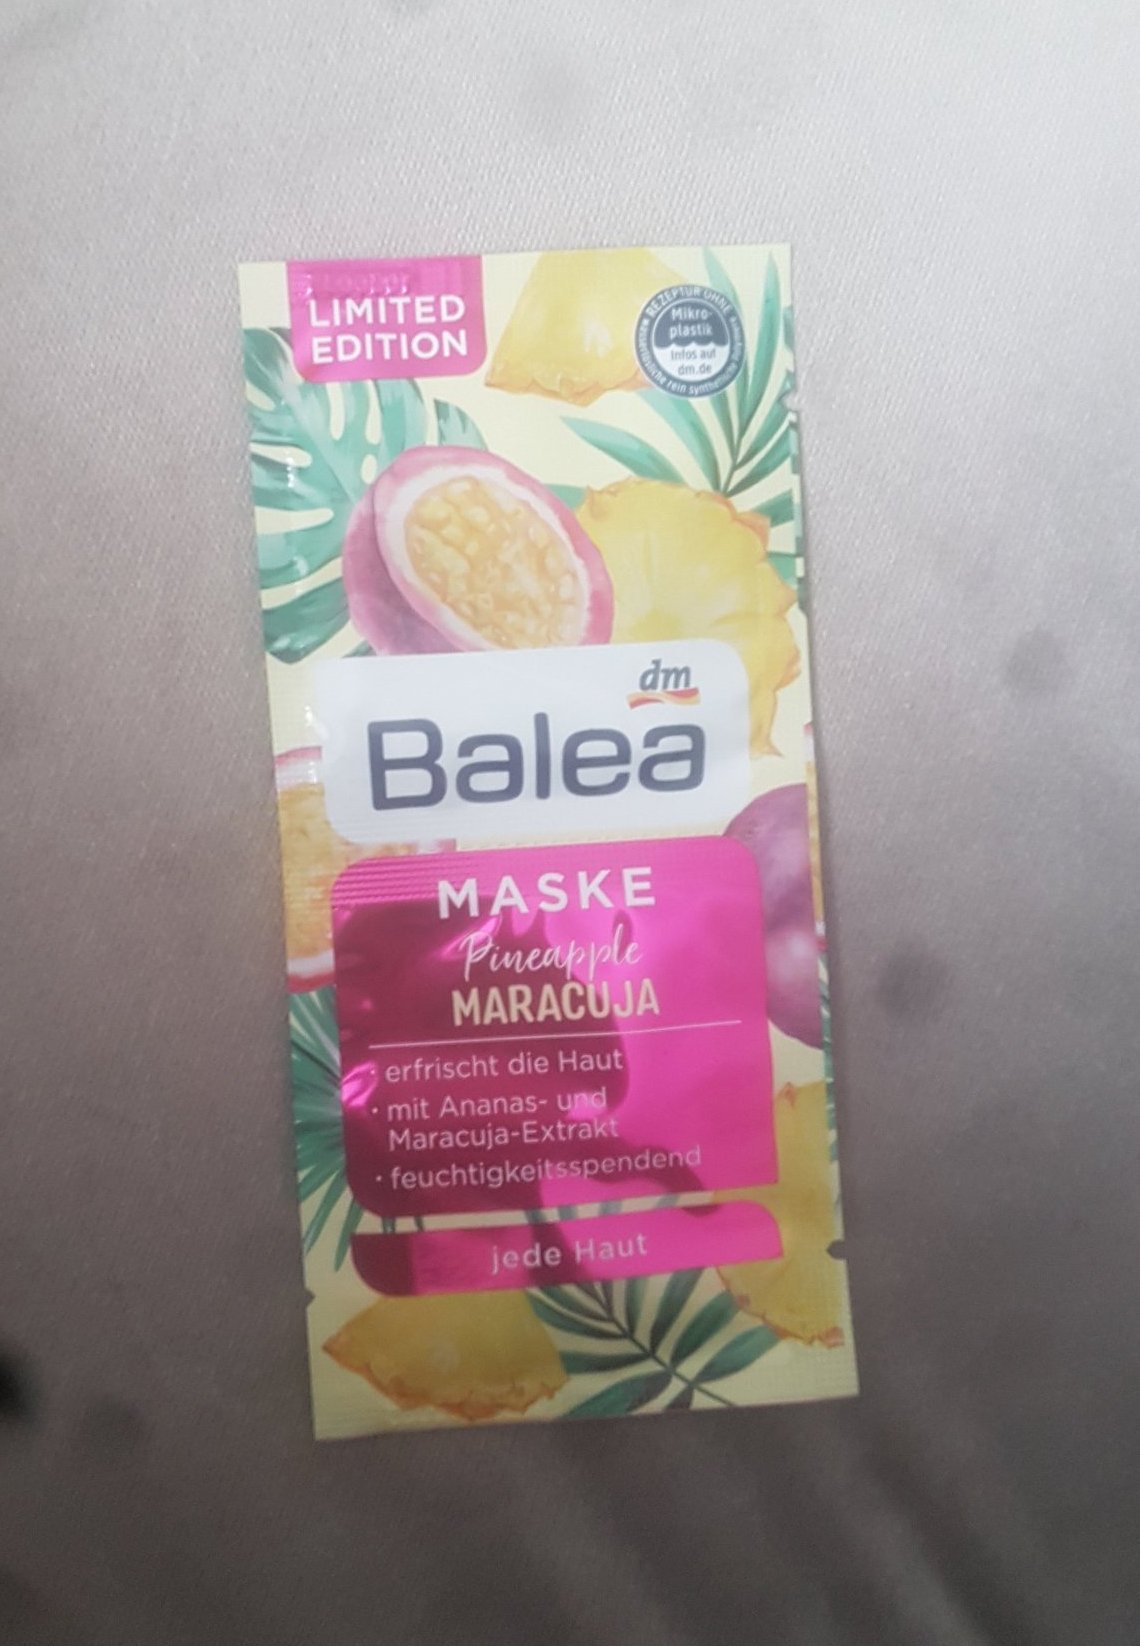 LIMITED
EDITION
REZEPTUR OHNE
Mikro-
plastik
Infos auf
dm.de
dm
Balea
MASKE
Pineapple
MARACUJA
· erfrischt die Haut
· mit Ananas- und
Maracuja-Extrakt
· feuchtigkeitsspendend
jede Haut